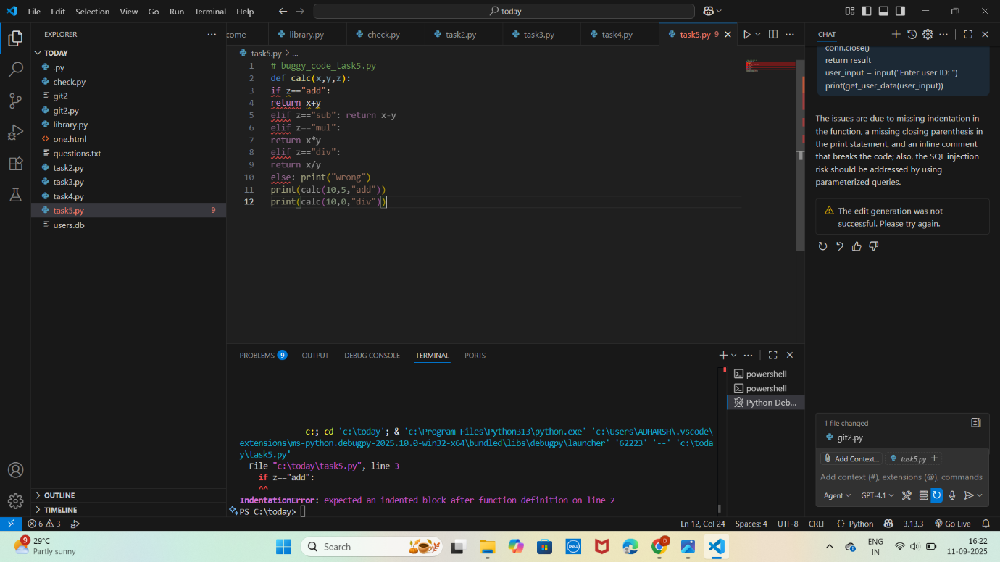 File Edit Selection View Go Run Terminal Help
today
EXPLORER
TODAY
.py
check.py
git2
git2.py
library.py
one.html
questions.txt
task2.py
task3.py
task4.py
task5.py 9
users.db
OUTLINE
TIMELINE
come library.py check.py task2.py task3.py task4.py task5.py 9
task5.py > ...
1 # buggy_code_task5.py
2 def calc(x,y,z):
3 if z=="add":
4 return x+y
5 elif z=="sub": return x-y
6 elif z=="mul":
7 return x*y
8 elif z=="div":
9 return x/y
10 else: print("wrong")
11 print(calc(10,5,"add"))
12 print(calc(10,0,"div"))
PROBLEMS 9 OUTPUT DEBUG CONSOLE TERMINAL PORTS
c:; cd 'c:\today'; & 'c:\Program Files\Python313\python.exe' 'c:\Users\ADHARSH\.vscode\
extensions\ms-python.debugpy-2025.10.0-win32-x64\bundled\libs\debugpy\launcher' '62223' '--' 'c:\toda
y\task5.py'
File "c:\today\task5.py", line 3
if z=="add":
^^
IndentationError: expected an indented block after function definition on line 2
PS C:\today>
powershell
powershell
Python Deb...
CHAT
conn.close()
return result
user_input = input("Enter user ID: ")
print(get_user_data(user_input))
The issues are due to missing indentation in
the function, a missing closing parenthesis in
the print statement, and an inline comment
that breaks the code; also, the SQL injection
risk should be addressed by using
parameterized queries.
The edit generation was not
successful. Please try again.
1 file changed
git2.py
Add Context... task5.py
Add context (#), extensions (@), commands
Agent GPT-4.1
6 3
Ln 12, Col 24 Spaces: 4 UTF-8 CRLF {} Python 3.13.3 Go Live
9
29°C
Partly sunny
Search
DELL
D
ENG
IN
16:22
11-09-2025